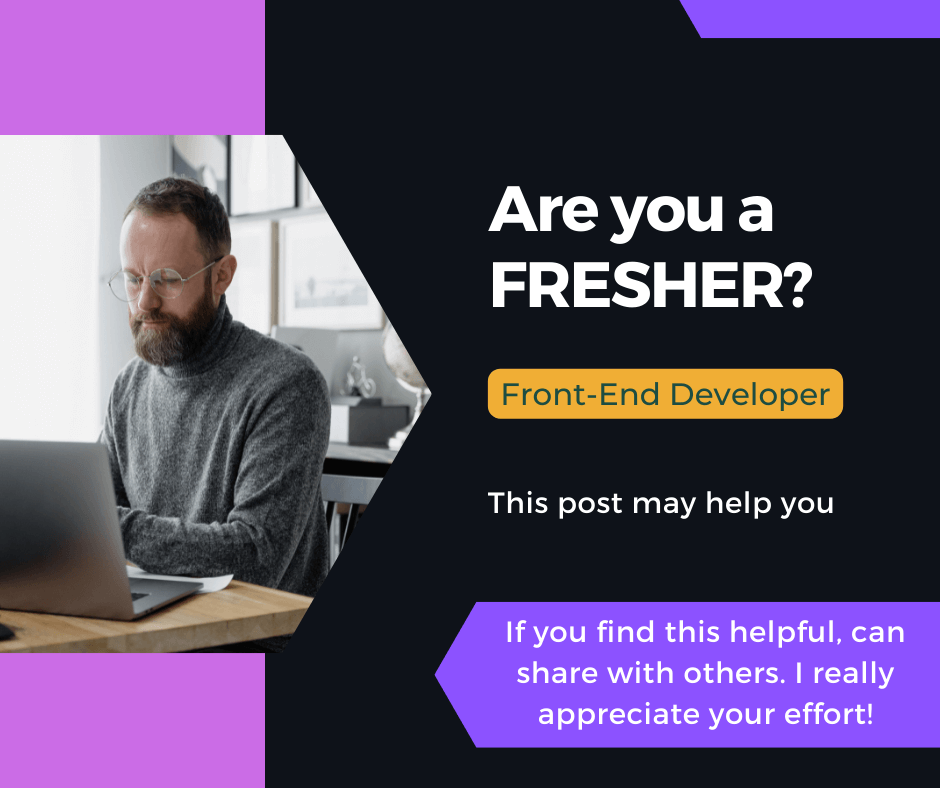 Are you a
FRESHER?
Front-End Developer
This post may help you
If you find this helpful, can
share with others. I really
appreciate your effort!